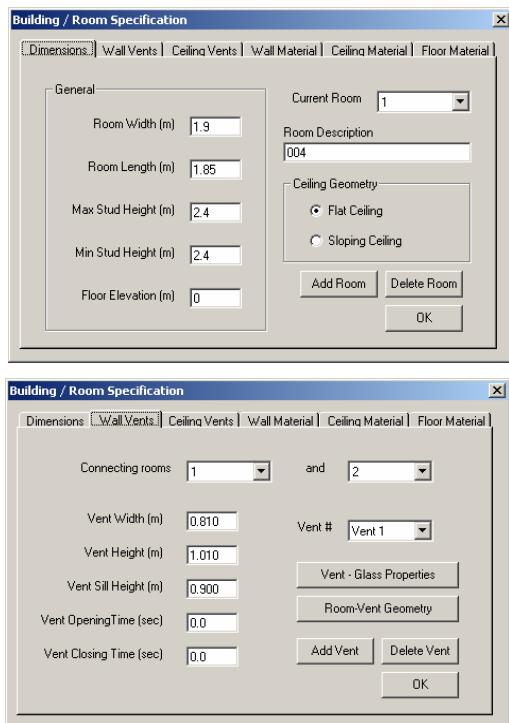 Building / Room Specification
Dimensions Wall Vents Ceiling Vents Wall Material Ceiling Material Floor Material
General
Room Width (m) 1.9
Room Length (m) 1.85
Max Stud Height (m) 2.4
Min Stud Height (m) 2.4
Floor Elevation (m) 0
Current Room 1
Room Description
004
Ceiling Geometry
Flat Ceiling
Sloping Ceiling
Add Room Delete Room
OK
Building / Room Specification
Dimensions Wall Vents Ceiling Vents Wall Material Ceiling Material Floor Material
Connecting rooms 1 and 2
Vent Width (m) 0.810
Vent Height (m) 1.010
Vent Sill Height (m) 0.900
Vent OpeningTime (sec) 0.0
Vent Closing Time (sec) 0.0
Vent # Vent 1
Vent - Glass Properties
Room-Vent Geometry
Add Vent Delete Vent
OK